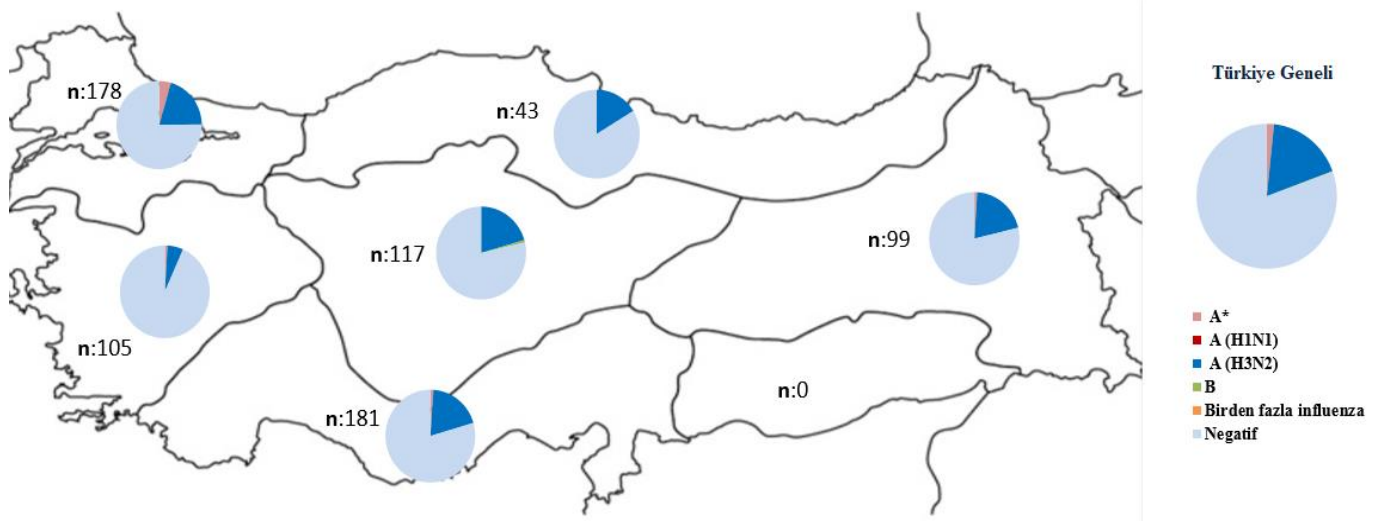 n:178
n:43
n:117
n:99
n:105
n:181
n:0
Türkiye Geneli
A*
A (H1N1)
A (H3N2)
B
Birden fazla influenza
Negatif